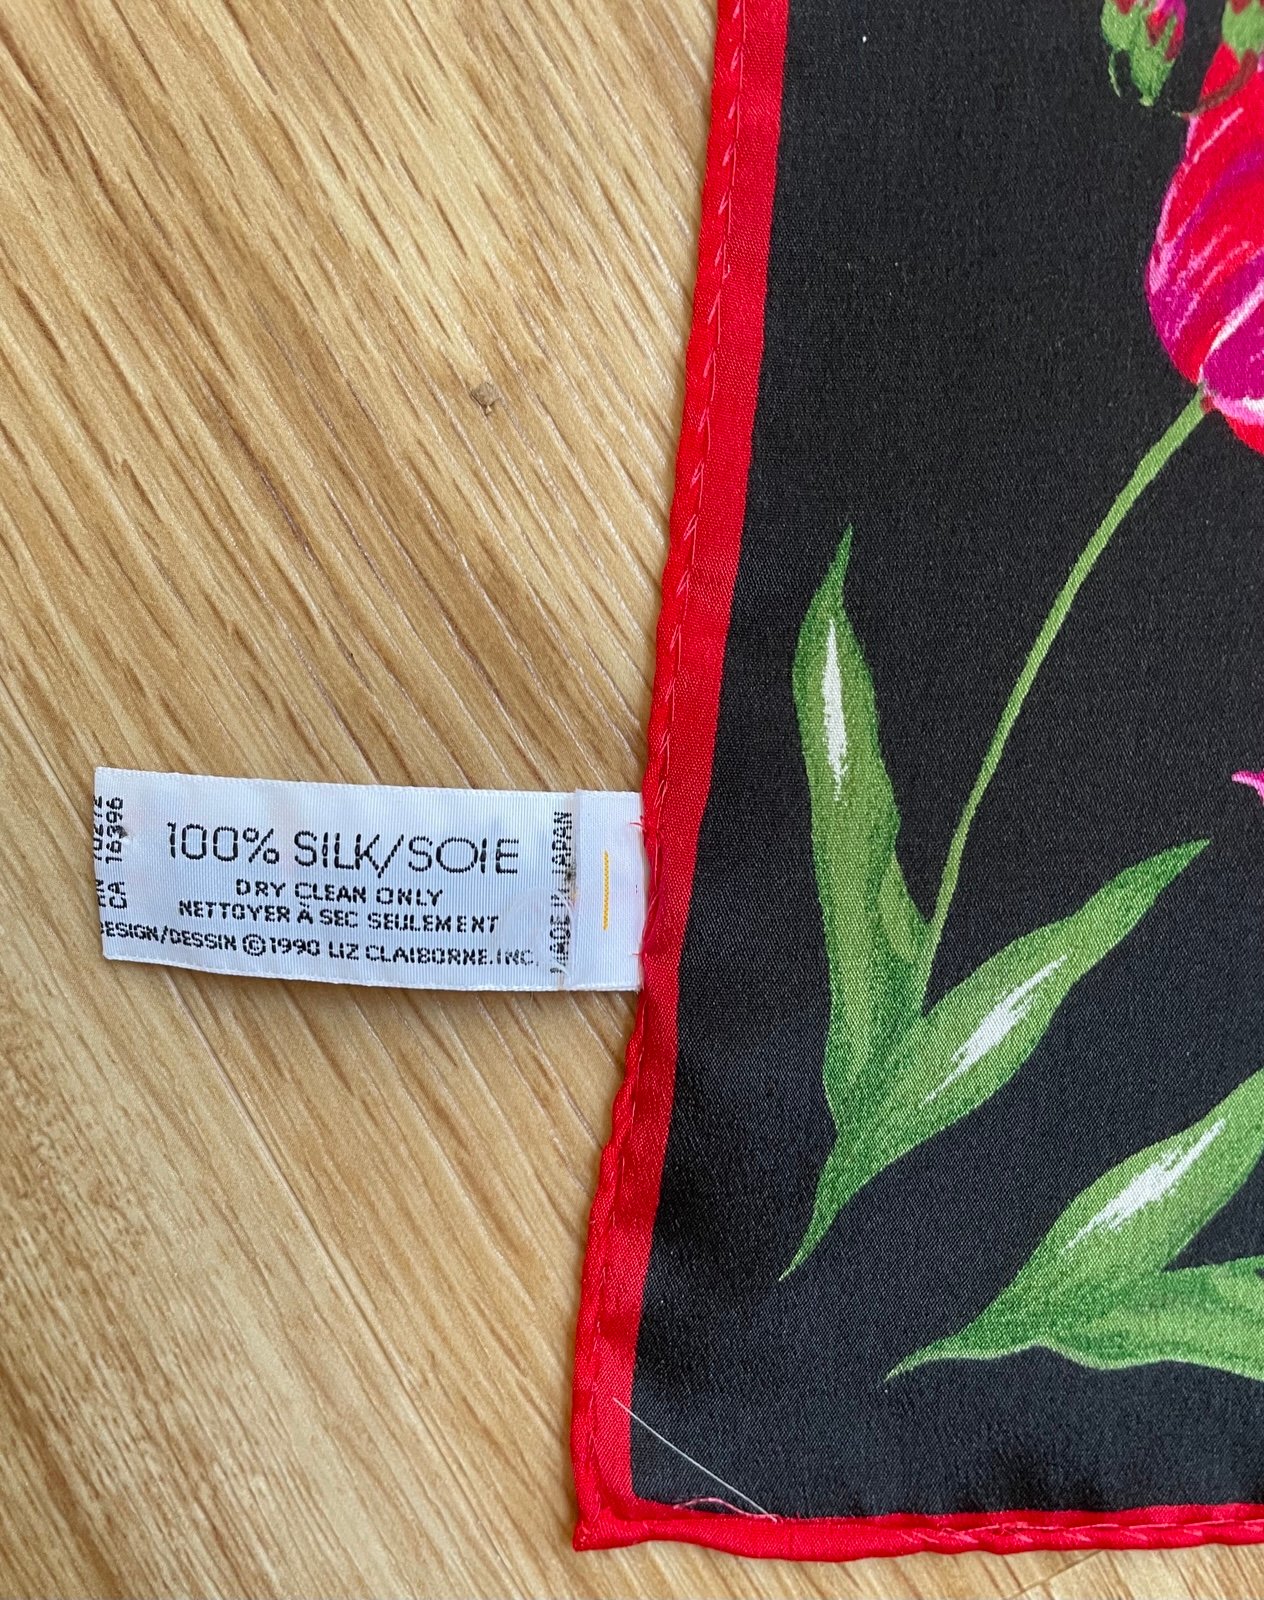 100% SILK/SOIE
DRY CLEAN ONLY
NETTOYER À SEC SEULEMENT
DESIGN/DESSIN ©1990 LIZ CLAIBORNE.INC.
CA 16396
MADE IN JAPAN